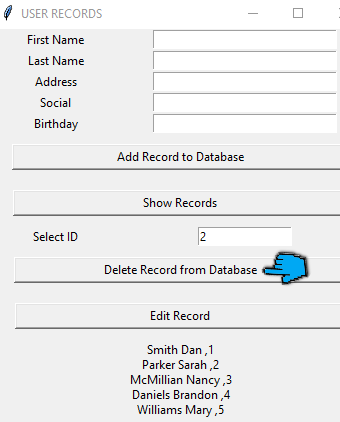 USER RECORDS
First Name
Last Name
Address
Social
Birthday
Add Record to Database
Show Records
Select ID 2
Delete Record from Database
Edit Record
Smith Dan ,1
Parker Sarah ,2
McMillian Nancy ,3
Daniels Brandon ,4
Williams Mary ,5